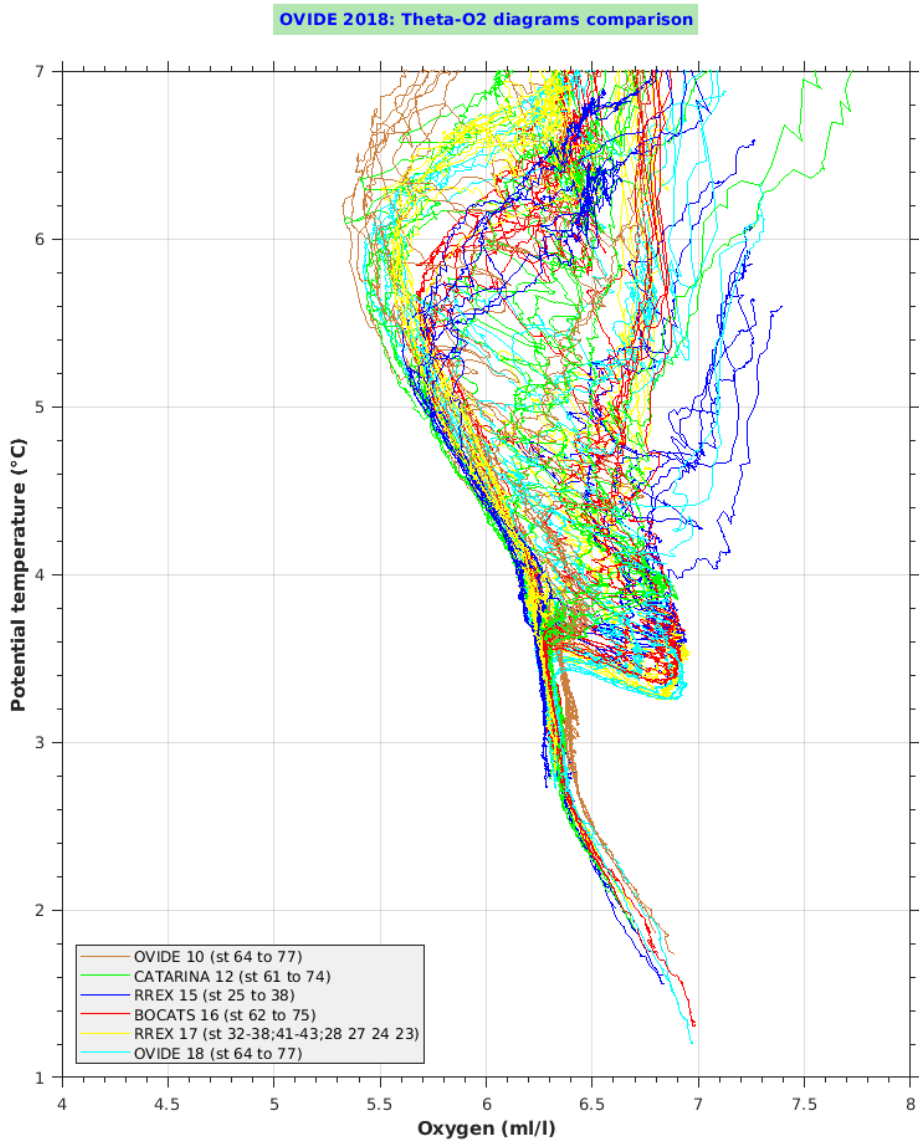 OVIDE 2018: Theta-O2 diagrams comparison
7
6
5
4
3
2
1
Potential temperature (°C)
OVIDE 10 (st 64 to 77)
CATARINA 12 (st 61 to 74)
RREX 15 (st 25 to 38)
BOCATS 16 (st 62 to 75)
RREX 17 (st 32-38;41-43;28 27 24 23)
OVIDE 18 (st 64 to 77)
4 4.5 5 5.5 6 6.5 7 7.5 8
Oxygen (ml/l)